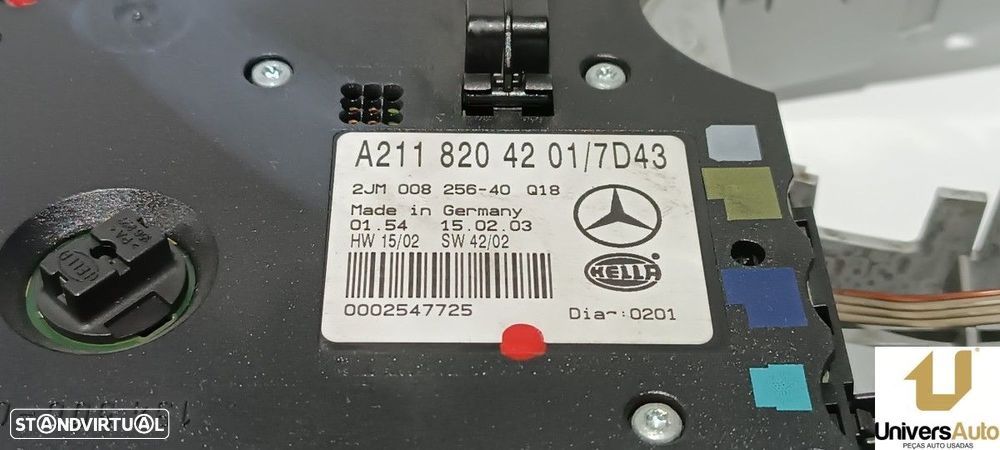 A211 820 42 01/7D43
2JM 008 256-40 Q18
Made in Germany
01.54 15.02.03
HW 15/02 SW 42/02
0002547725
HELLA
Dia~:0201
HELLA
STANDVIRTUAL
UniversAuto
PEÇAS AUTO USADAS